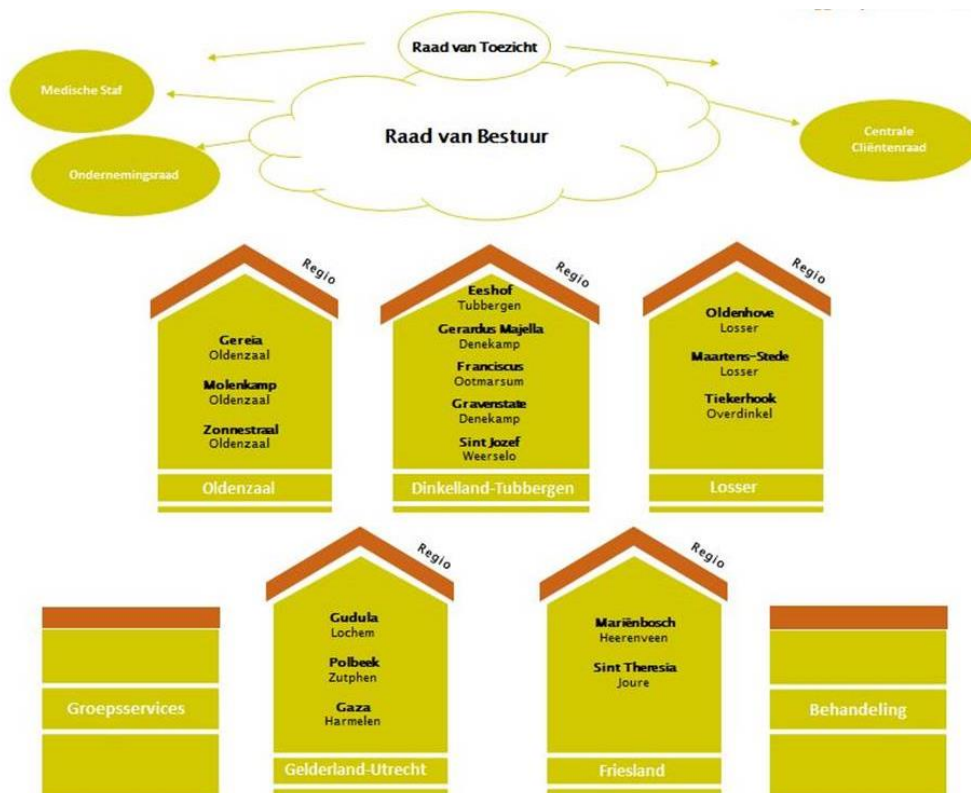 Raad van Toezicht
Medische Staf
Raad van Bestuur
Centrale
Cliëntenraad
Ondernemingsraad
Regio
Gereia
Oldenzaal
Molenkamp
Oldenzaal
Zonnestraal
Oldenzaal
Oldenzaal
Regio
Eeshof
Tubbergen
Gerardus Majella
Denekamp
Franciscus
Ootmarsum
Gravenstate
Denekamp
Sint Jozef
Weerselo
Dinkelland-Tubbergen
Regio
Oldenhove
Losser
Maartens-Stede
Losser
Tiekerhook
Overdinkel
Losser
Groepsservices
Regio
Gudula
Lochem
Polbeek
Zutphen
Gaza
Harmelen
Gelderland-Utrecht
Regio
Mariënbosch
Heerenveen
Sint Theresia
Joure
Friesland
Behandeling